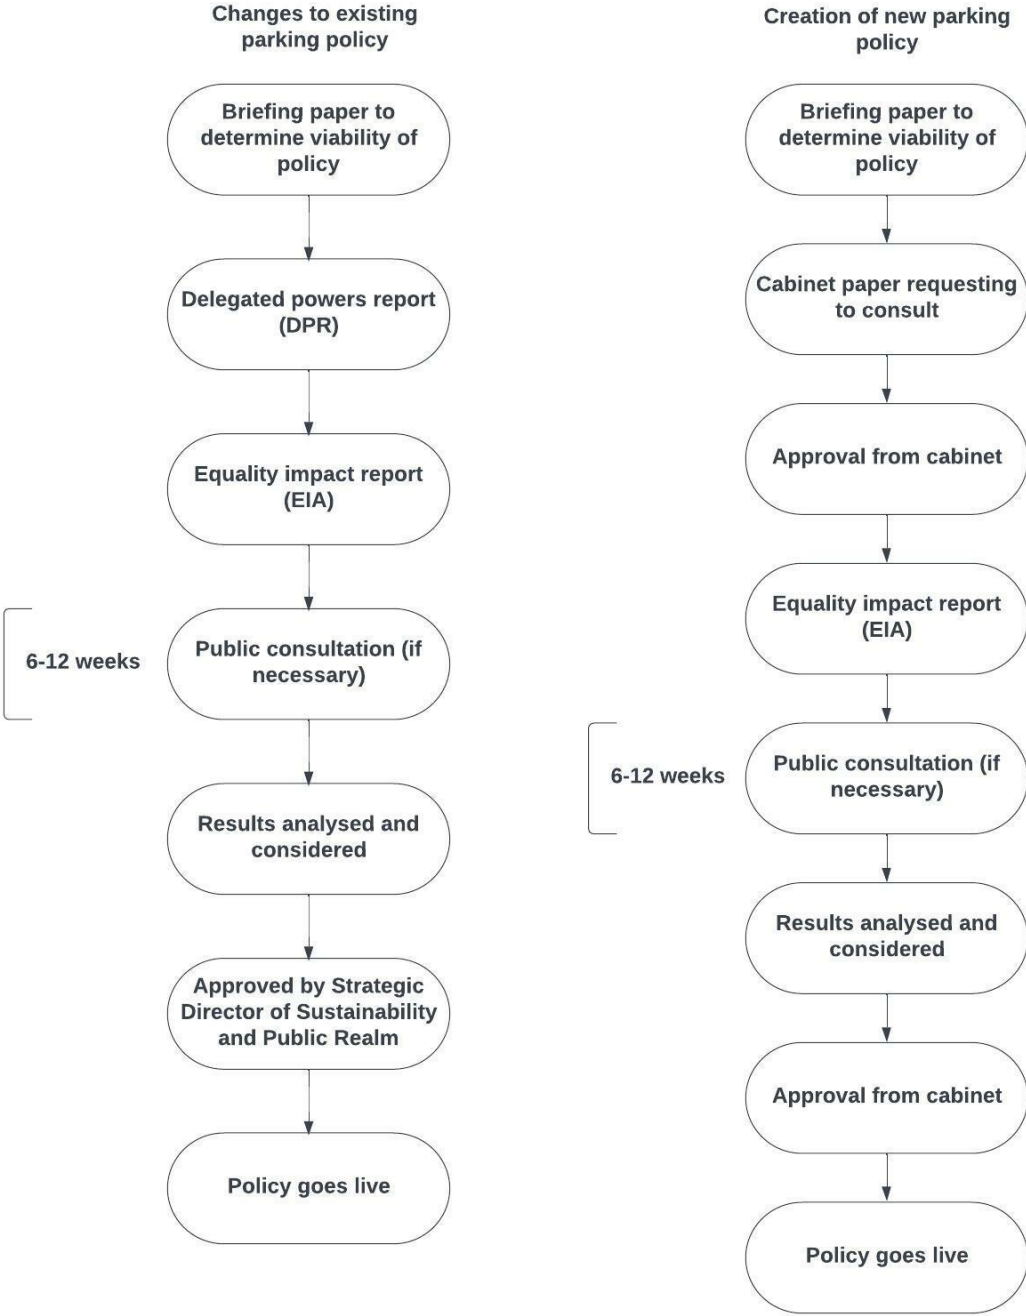 Changes to existing
parking policy
Briefing paper to
determine viability of
policy
Delegated powers report
(DPR)
Equality impact report
(EIA)
6-12 weeks
Public consultation (if
necessary)
Results analysed and
considered
Approved by Strategic
Director of Sustainability
and Public Realm
Policy goes live
Creation of new parking
policy
Briefing paper to
determine viability of
policy
Cabinet paper requesting
to consult
Approval from cabinet
Equality impact report
(EIA)
6-12 weeks
Public consultation (if
necessary)
Results analysed and
considered
Approval from cabinet
Policy goes live